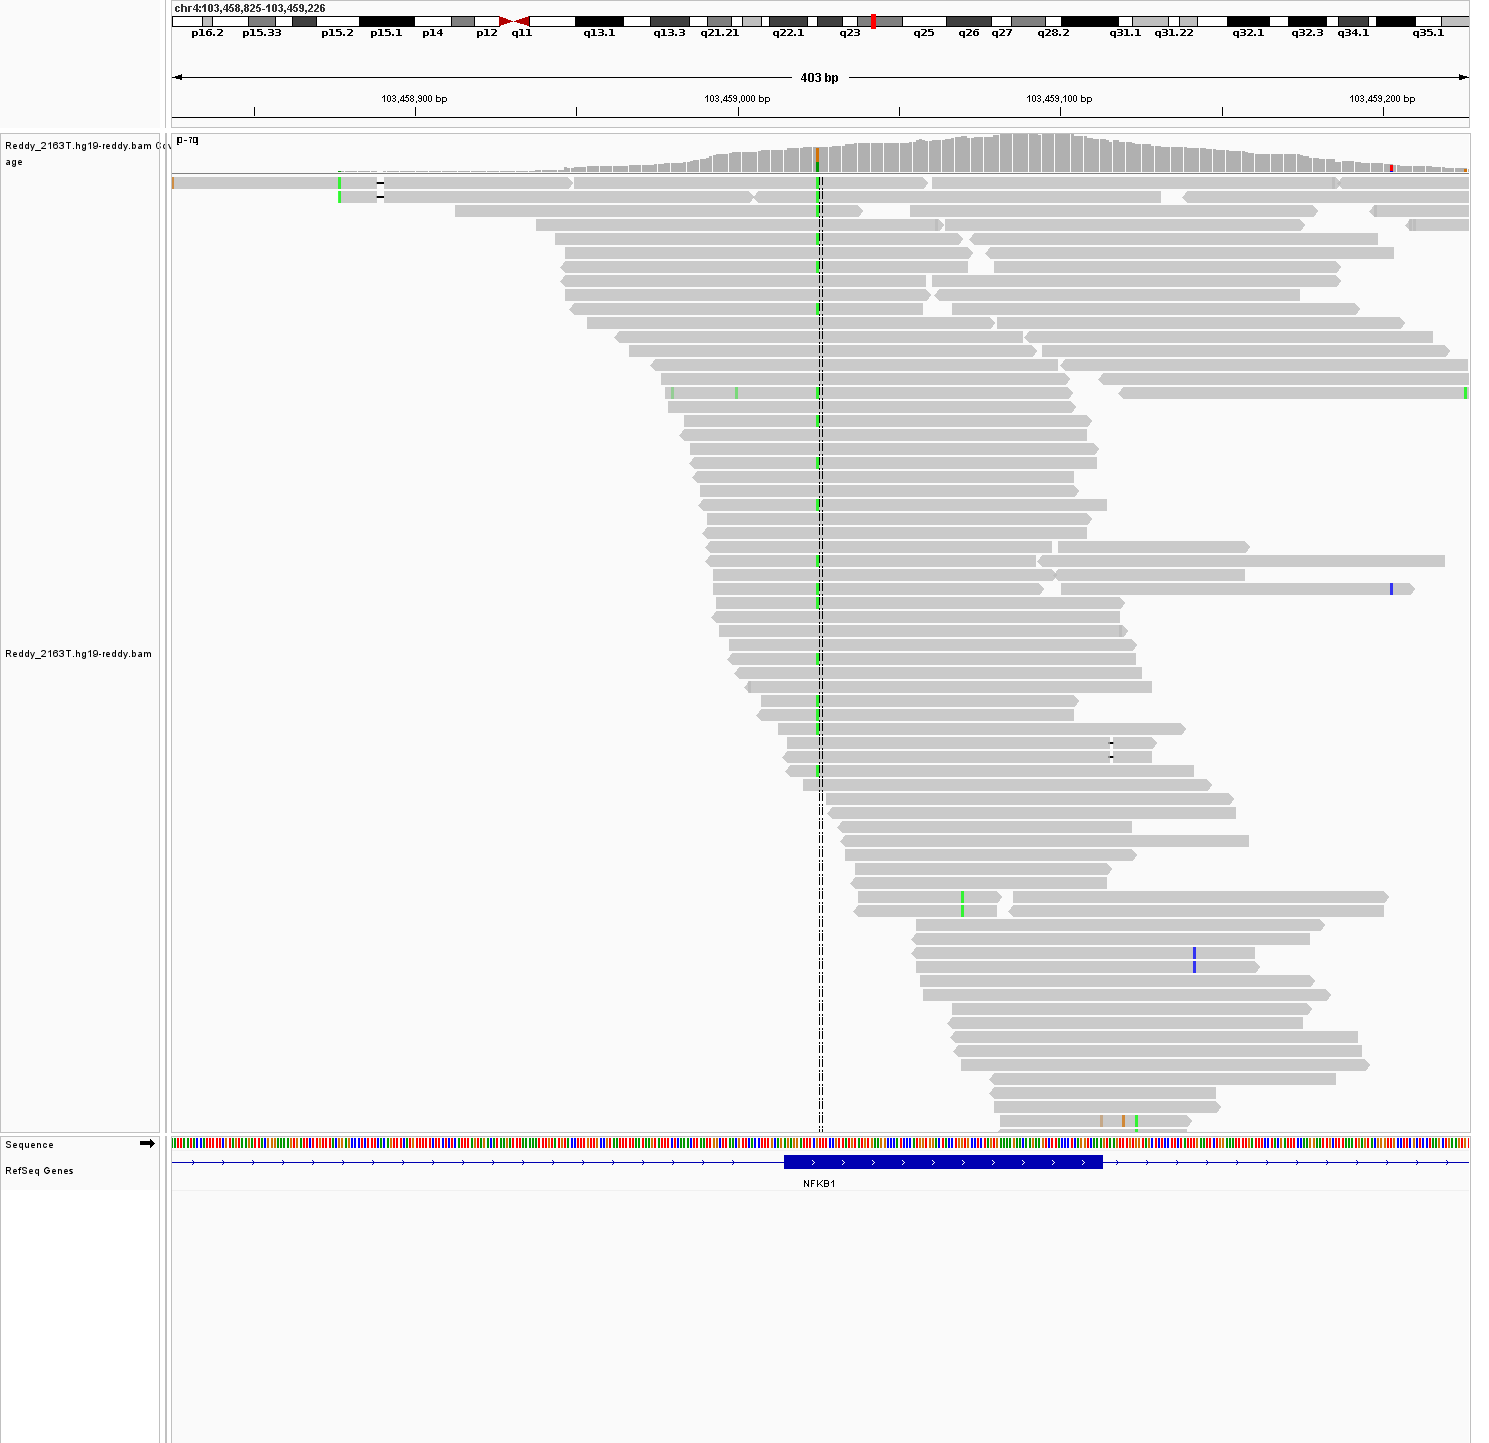 chr4:103,458,825-103,459,226
p16.2 p15.33 p15.2 p15.1 p14 p12 q11 q13.1 q13.3 q21.21 q22.1 q23 q25 q26 q27 q28.2 q31.1 q31.22 q32.1 q32.3 q34.1 q35.1
403 bp
103,458,900 bp 103,459,000 bp 103,459,100 bp 103,459,200 bp
Reddy_2163T.hg19-reddy.bam Cov
age
[0 - 70]
Reddy_2163T.hg19-reddy.bam
Sequence
RefSeq Genes
NFKB1